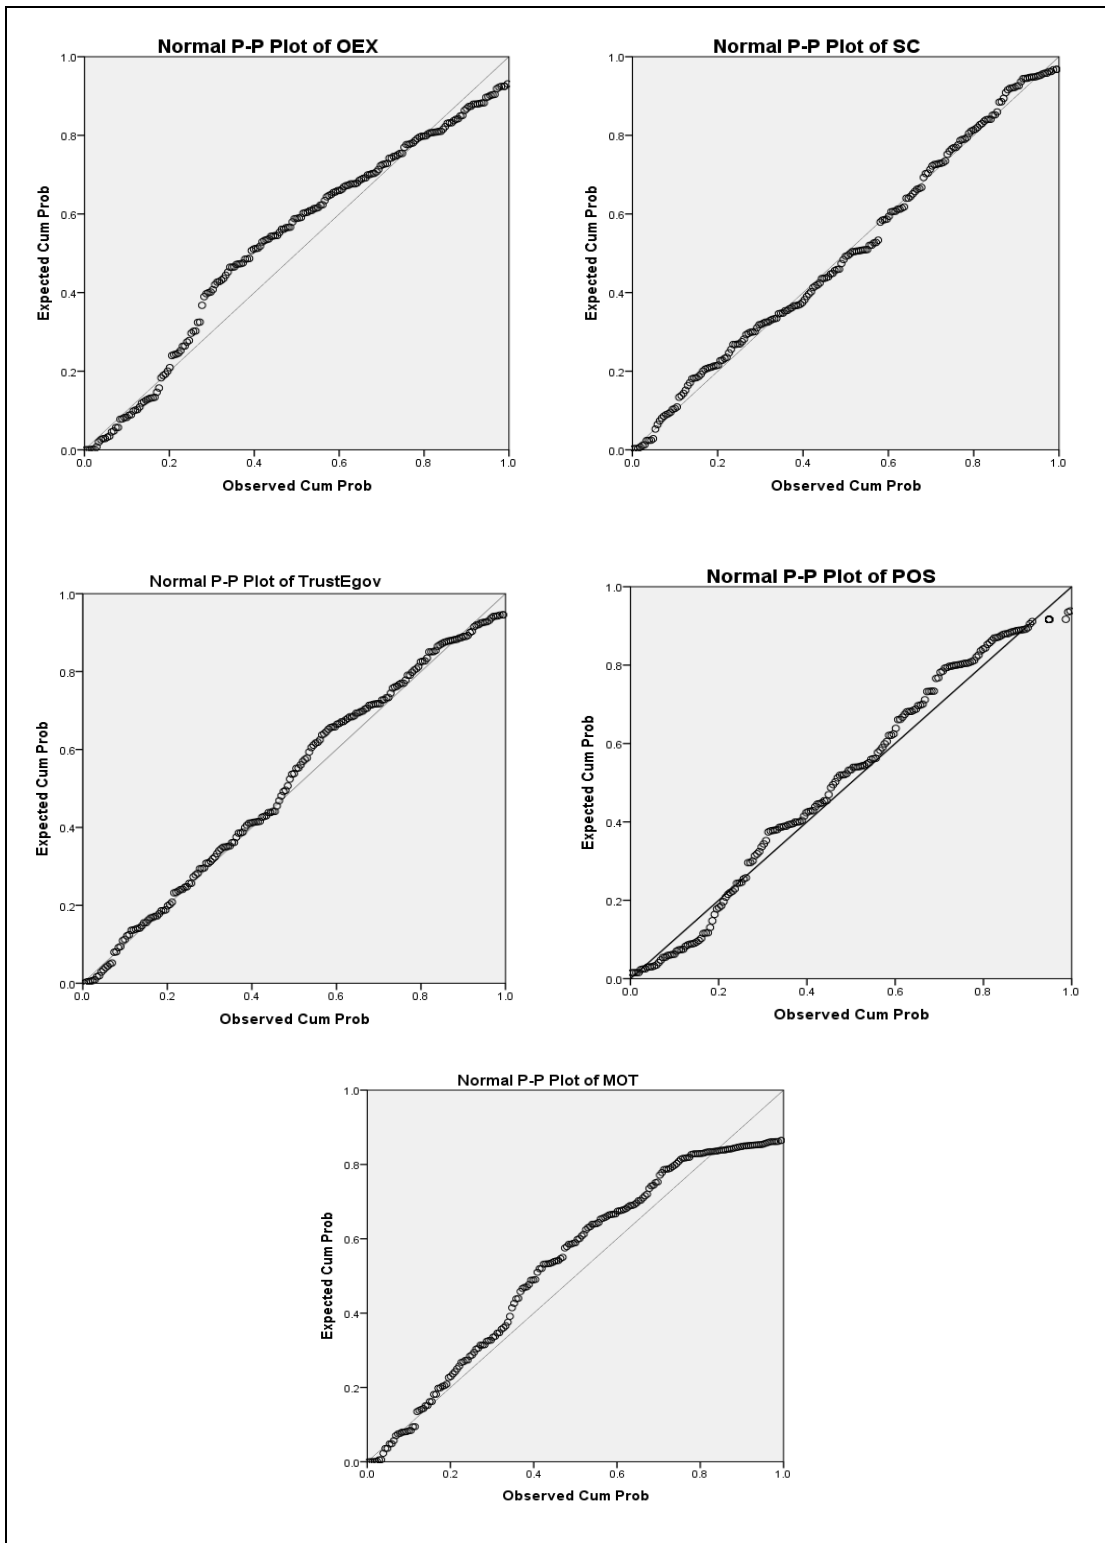 Normal P-P Plot of OEX
1.0
0.8
0.6
0.4
0.2
0.0
0.0 0.2 0.4 0.6 0.8 1.0
Expected Cum Prob
Observed Cum Prob
Normal P-P Plot of SC
1.0
0.8
0.6
0.4
0.2
0.0
0.0 0.2 0.4 0.6 0.8 1.0
Expected Cum Prob
Observed Cum Prob
Normal P-P Plot of TrustEgov
1.0
0.8
0.6
0.4
0.2
0.0
0.0 0.2 0.4 0.6 0.8 1.0
Expected Cum Prob
Observed Cum Prob
Normal P-P Plot of POS
1.0
0.8
0.6
0.4
0.2
0.0
0.0 0.2 0.4 0.6 0.8 1.0
Expected Cum Prob
Observed Cum Prob
Normal P-P Plot of MOT
1.0
0.8
0.6
0.4
0.2
0.0
0.0 0.2 0.4 0.6 0.8 1.0
Expected Cum Prob
Observed Cum Prob